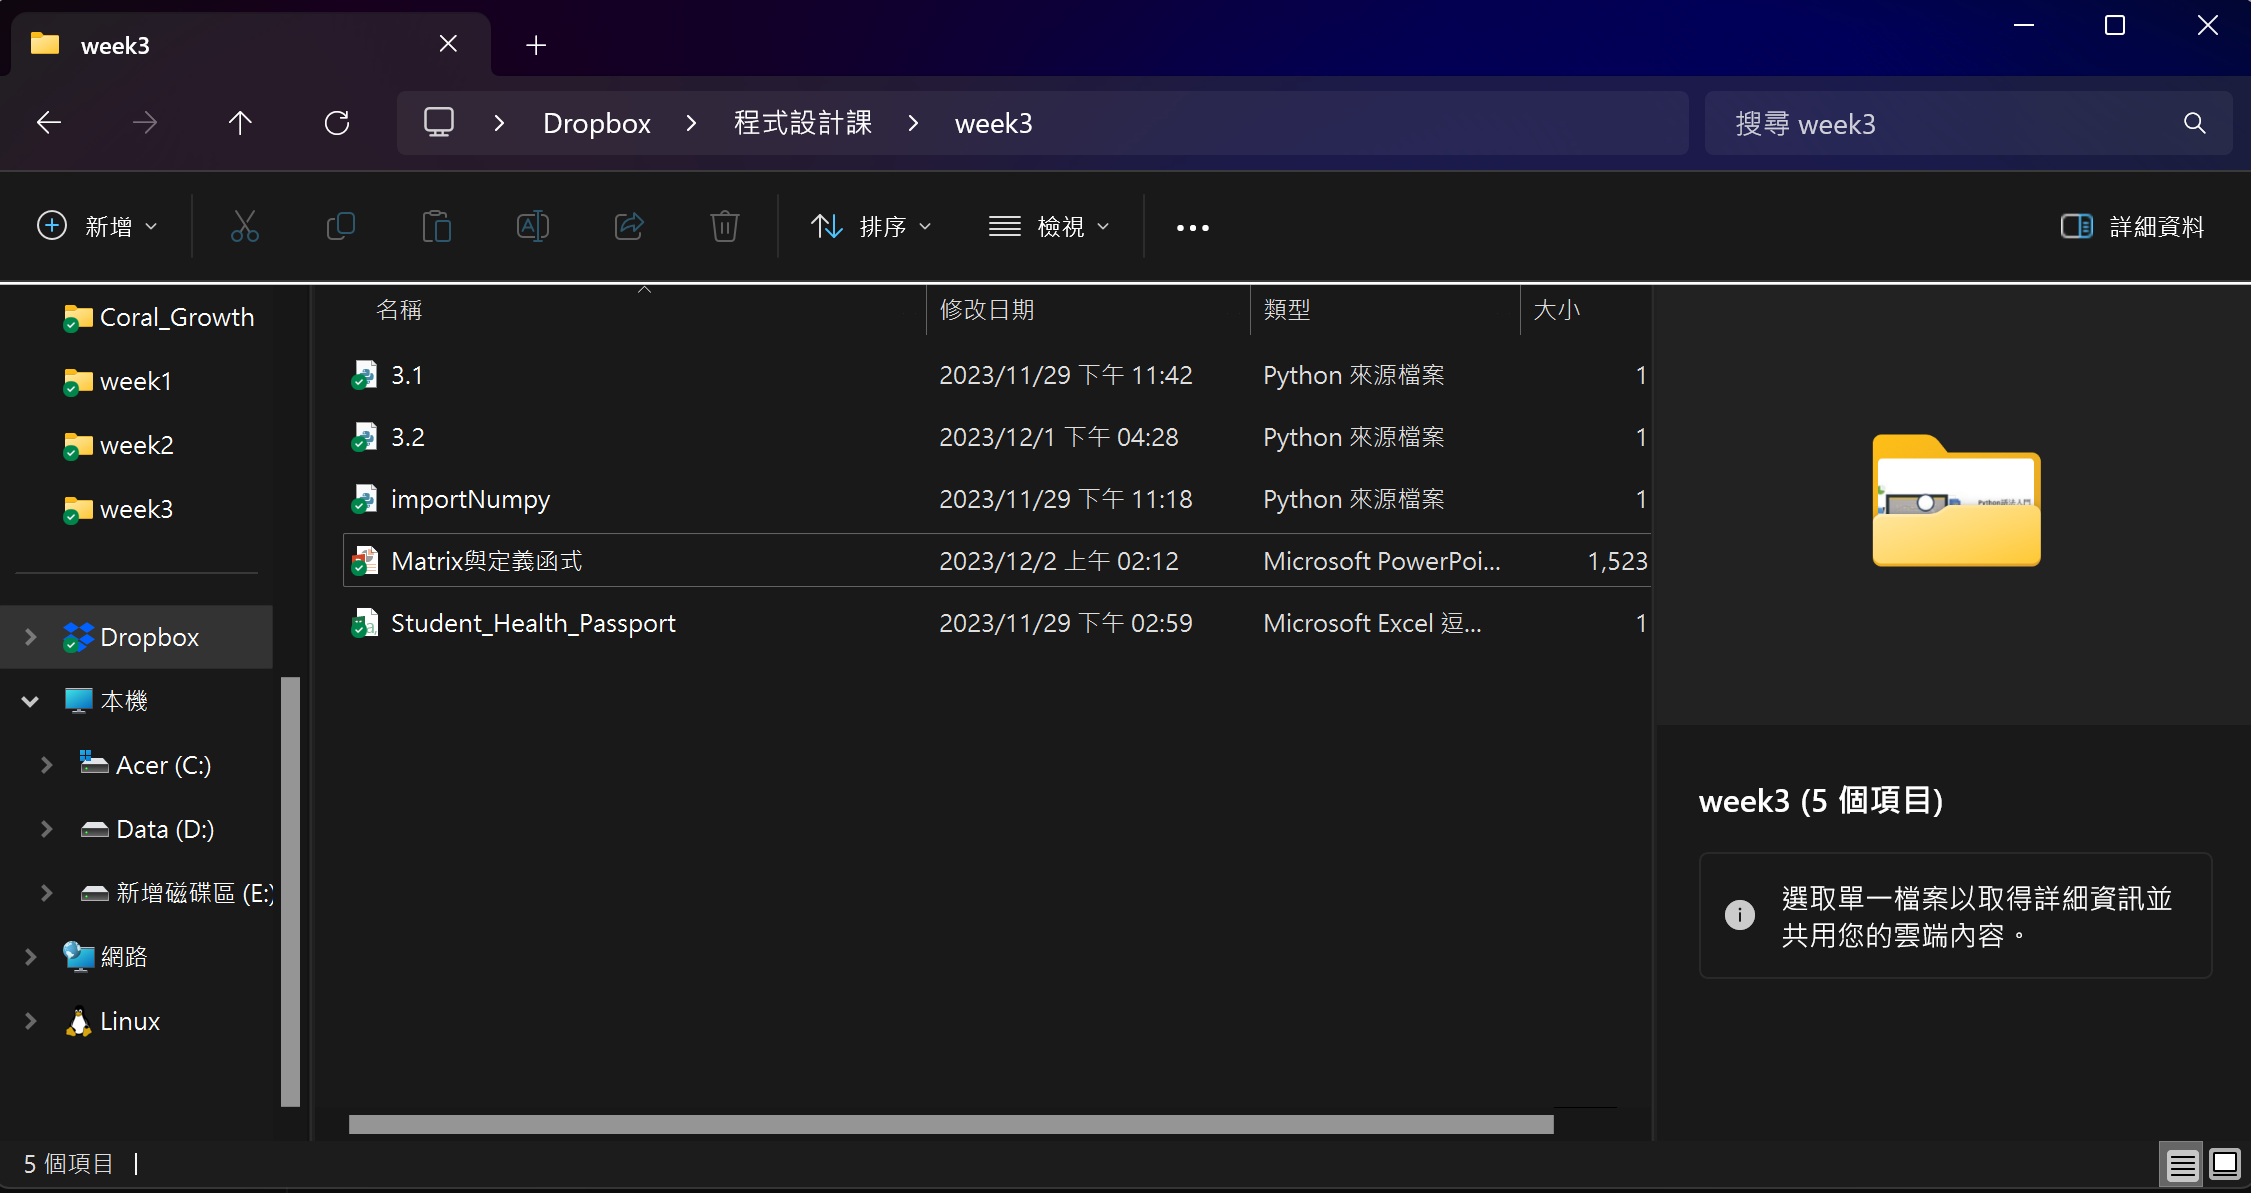 week3
Dropbox 程式設計課 week3
搜尋 week3
新增 排序 檢視 詳細資料
Coral_Growth
week1
week2
week3
Dropbox
本機
Acer (C:)
Data (D:)
新增磁碟區 (E:)
網路
Linux
名稱 修改日期 類型 大小
3.1 2023/11/29 下午 11:42 Python 來源檔案 1
3.2 2023/12/1 下午 04:28 Python 來源檔案 1
importNumpy 2023/11/29 下午 11:18 Python 來源檔案 1
Matrix與定義函式 2023/12/2 上午 02:12 Microsoft PowerPoi... 1,523
Student_Health_Passport 2023/11/29 下午 02:59 Microsoft Excel 逗... 1
week3 (5 個項目)
選取單一檔案以取得詳細資訊並
共用您的雲端內容。
5 個項目